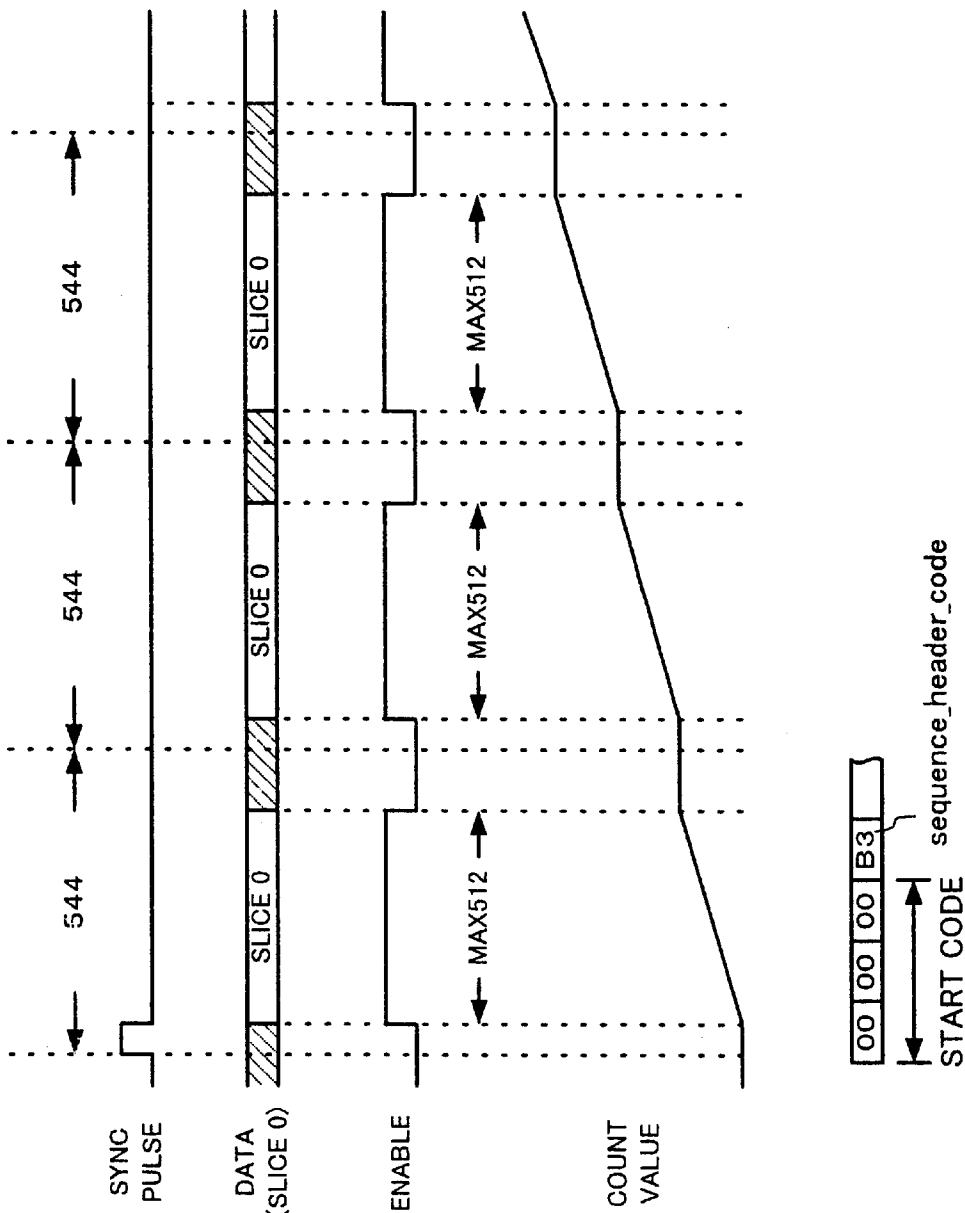 544 544 544
SYNC
PULSE
DATA
(SLICE 0)
SLICE 0 SLICE 0 SLICE 0
ENABLE
MAX512 MAX512 MAX512
COUNT
VALUE
00 00 00 B3
sequence_header_code
START CODE